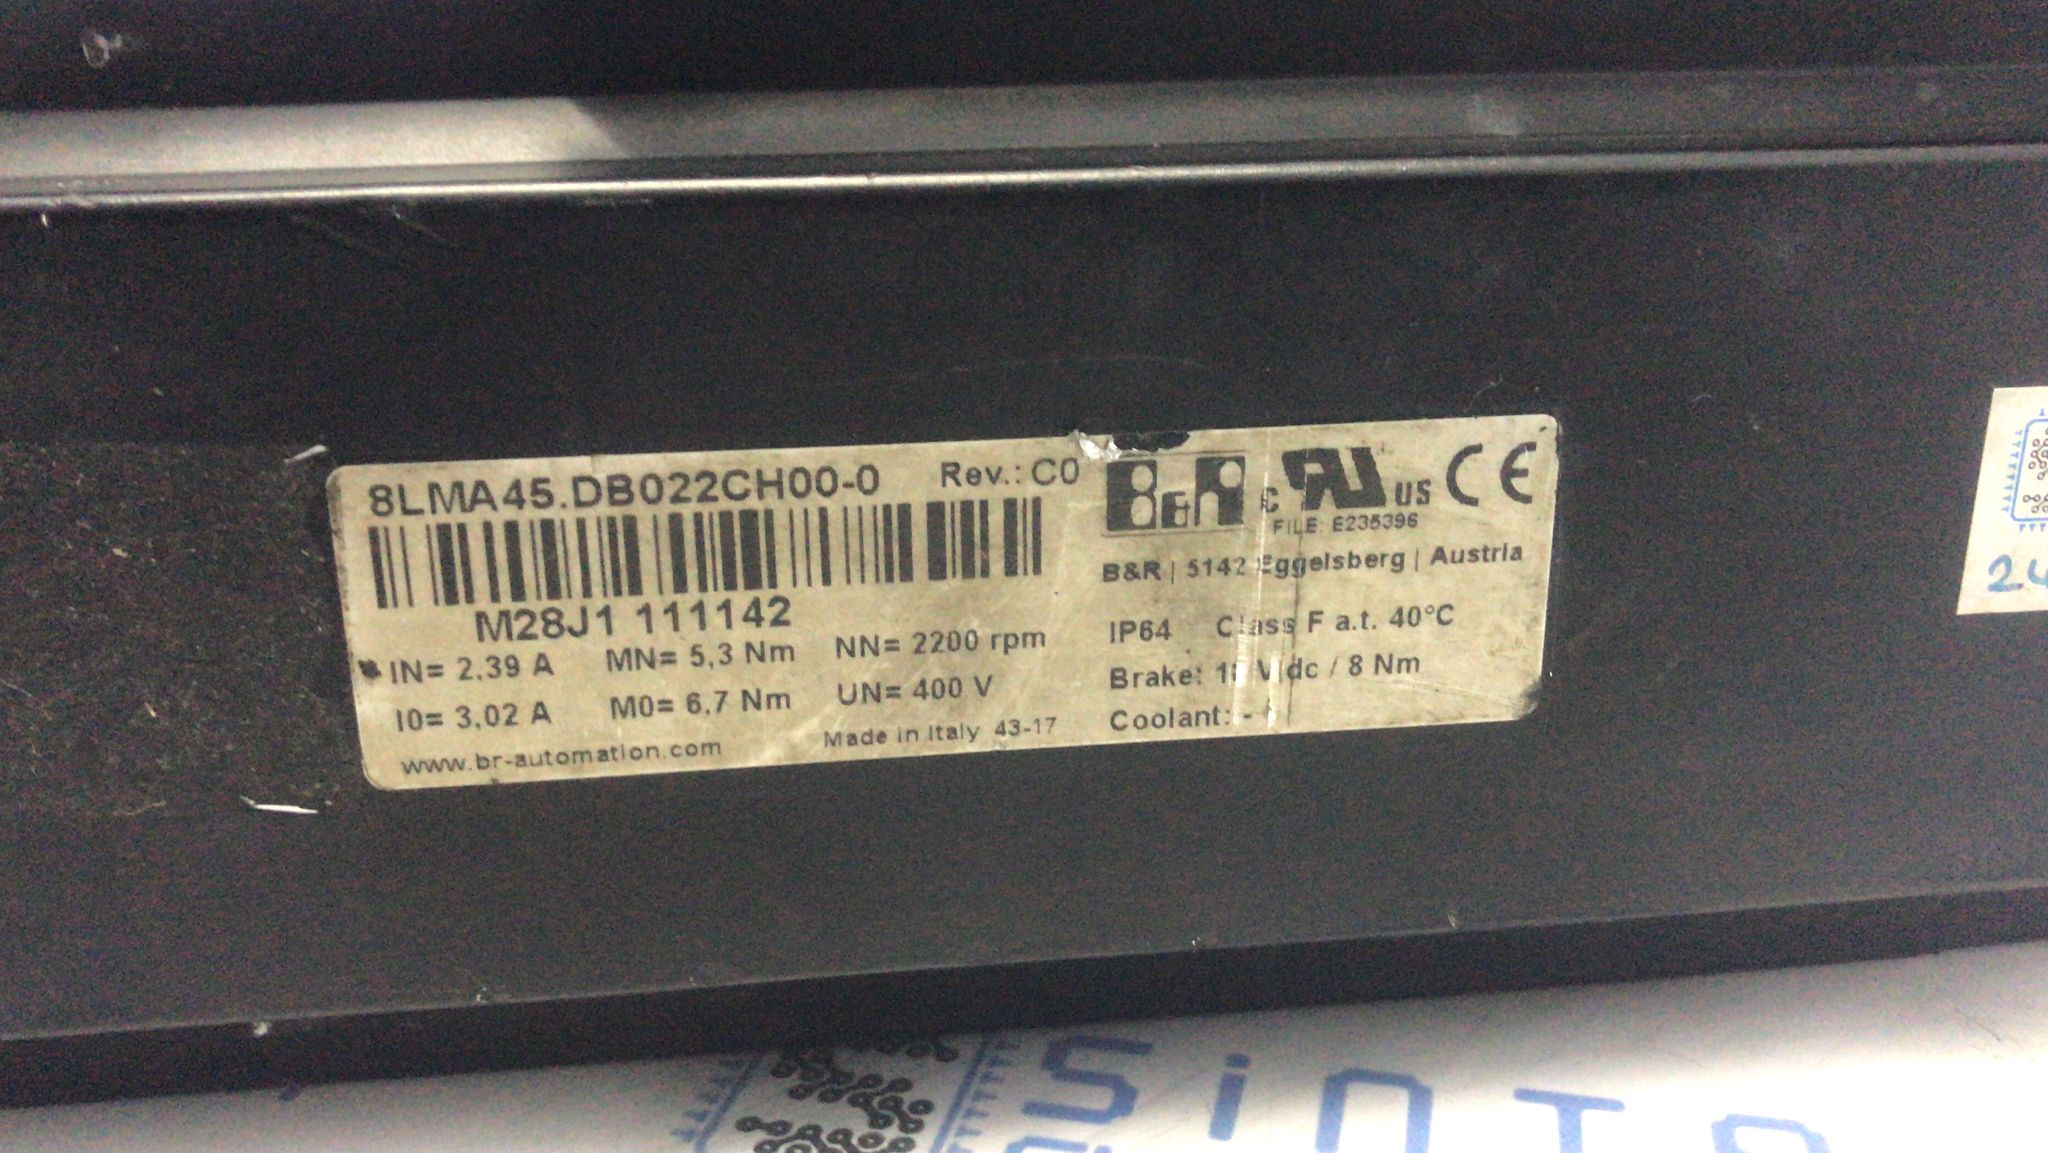 8LMA45.DB022CH00-0 Rev.: C0
M28J1 111142
IN= 2,39 A MN= 5,3 Nm NN= 2200 rpm
I0= 3,02 A M0= 6,7 Nm UN= 400 V
www.br-automation.com Made in Italy 43-17
B&R c RU US CE
FILE: E235396
B&R | 5142 Eggelsberg | Austria
IP64 Class F a.t. 40°C
Brake: Vdc / 8 Nm
Coolant: -
24